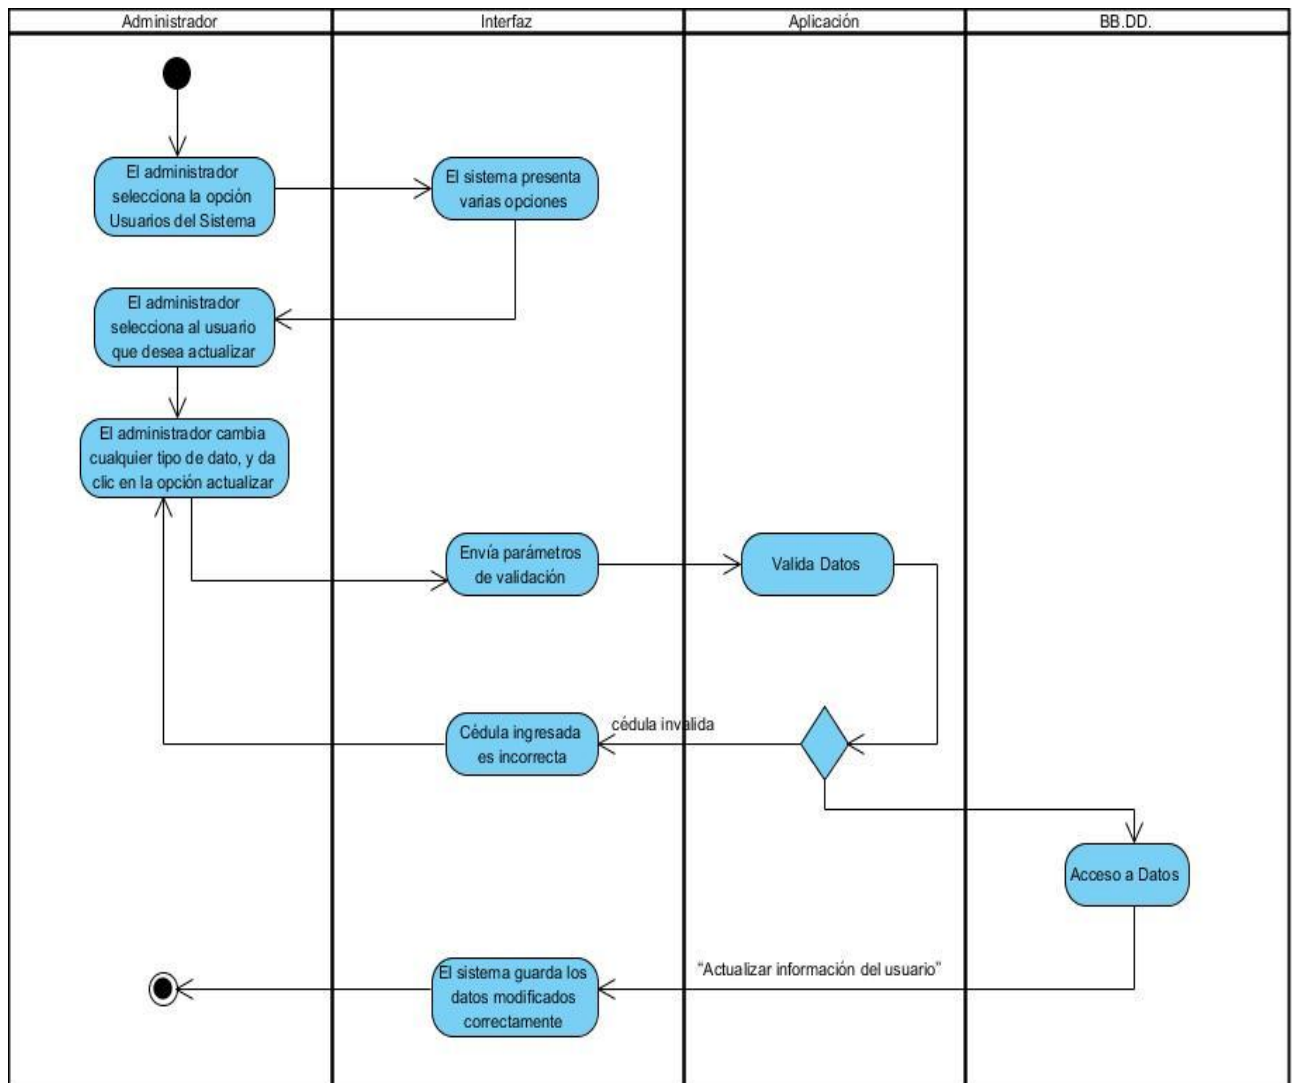 Administrador
Interfaz
Aplicación
BB.DD.
El administrador
selecciona la opción
Usuarios del Sistema
El sistema presenta
varias opciones
El administrador
selecciona al usuario
que desea actualizar
El administrador cambia
cualquier tipo de dato, y da
clic en la opción actualizar
Envía parámetros
de validación
Valida Datos
cédula invalida
Cédula ingresada
es incorrecta
Acceso a Datos
“Actualizar información del usuario”
El sistema guarda los
datos modificados
correctamente